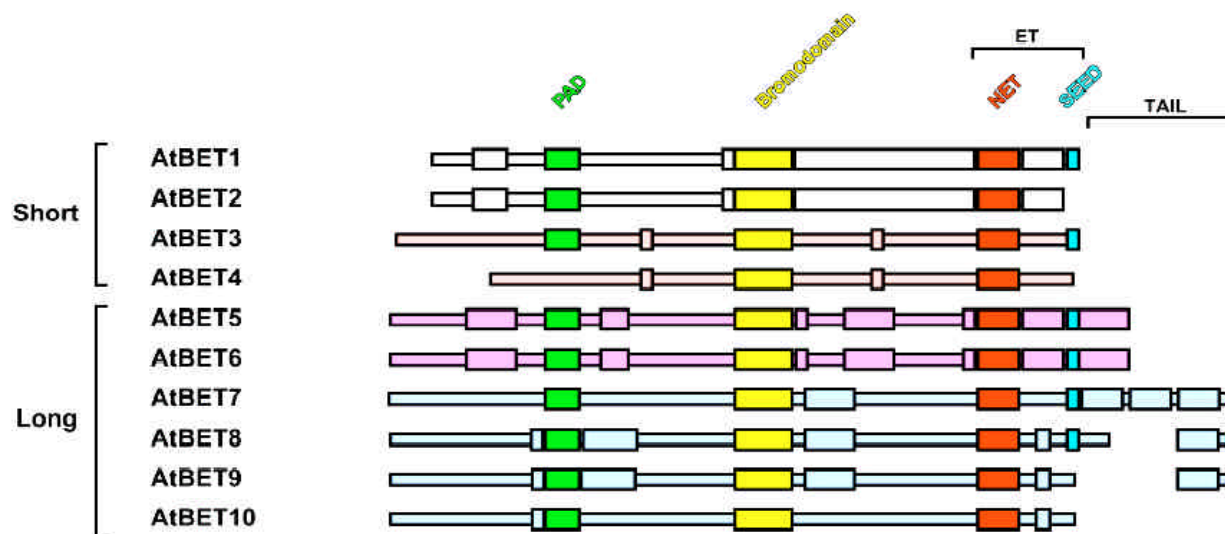 ET
PAD
Bromodomain
NET
SEED
TAIL
AtBET1
AtBET2
Short
AtBET3
AtBET4
AtBET5
AtBET6
AtBET7
Long
AtBET8
AtBET9
AtBET10